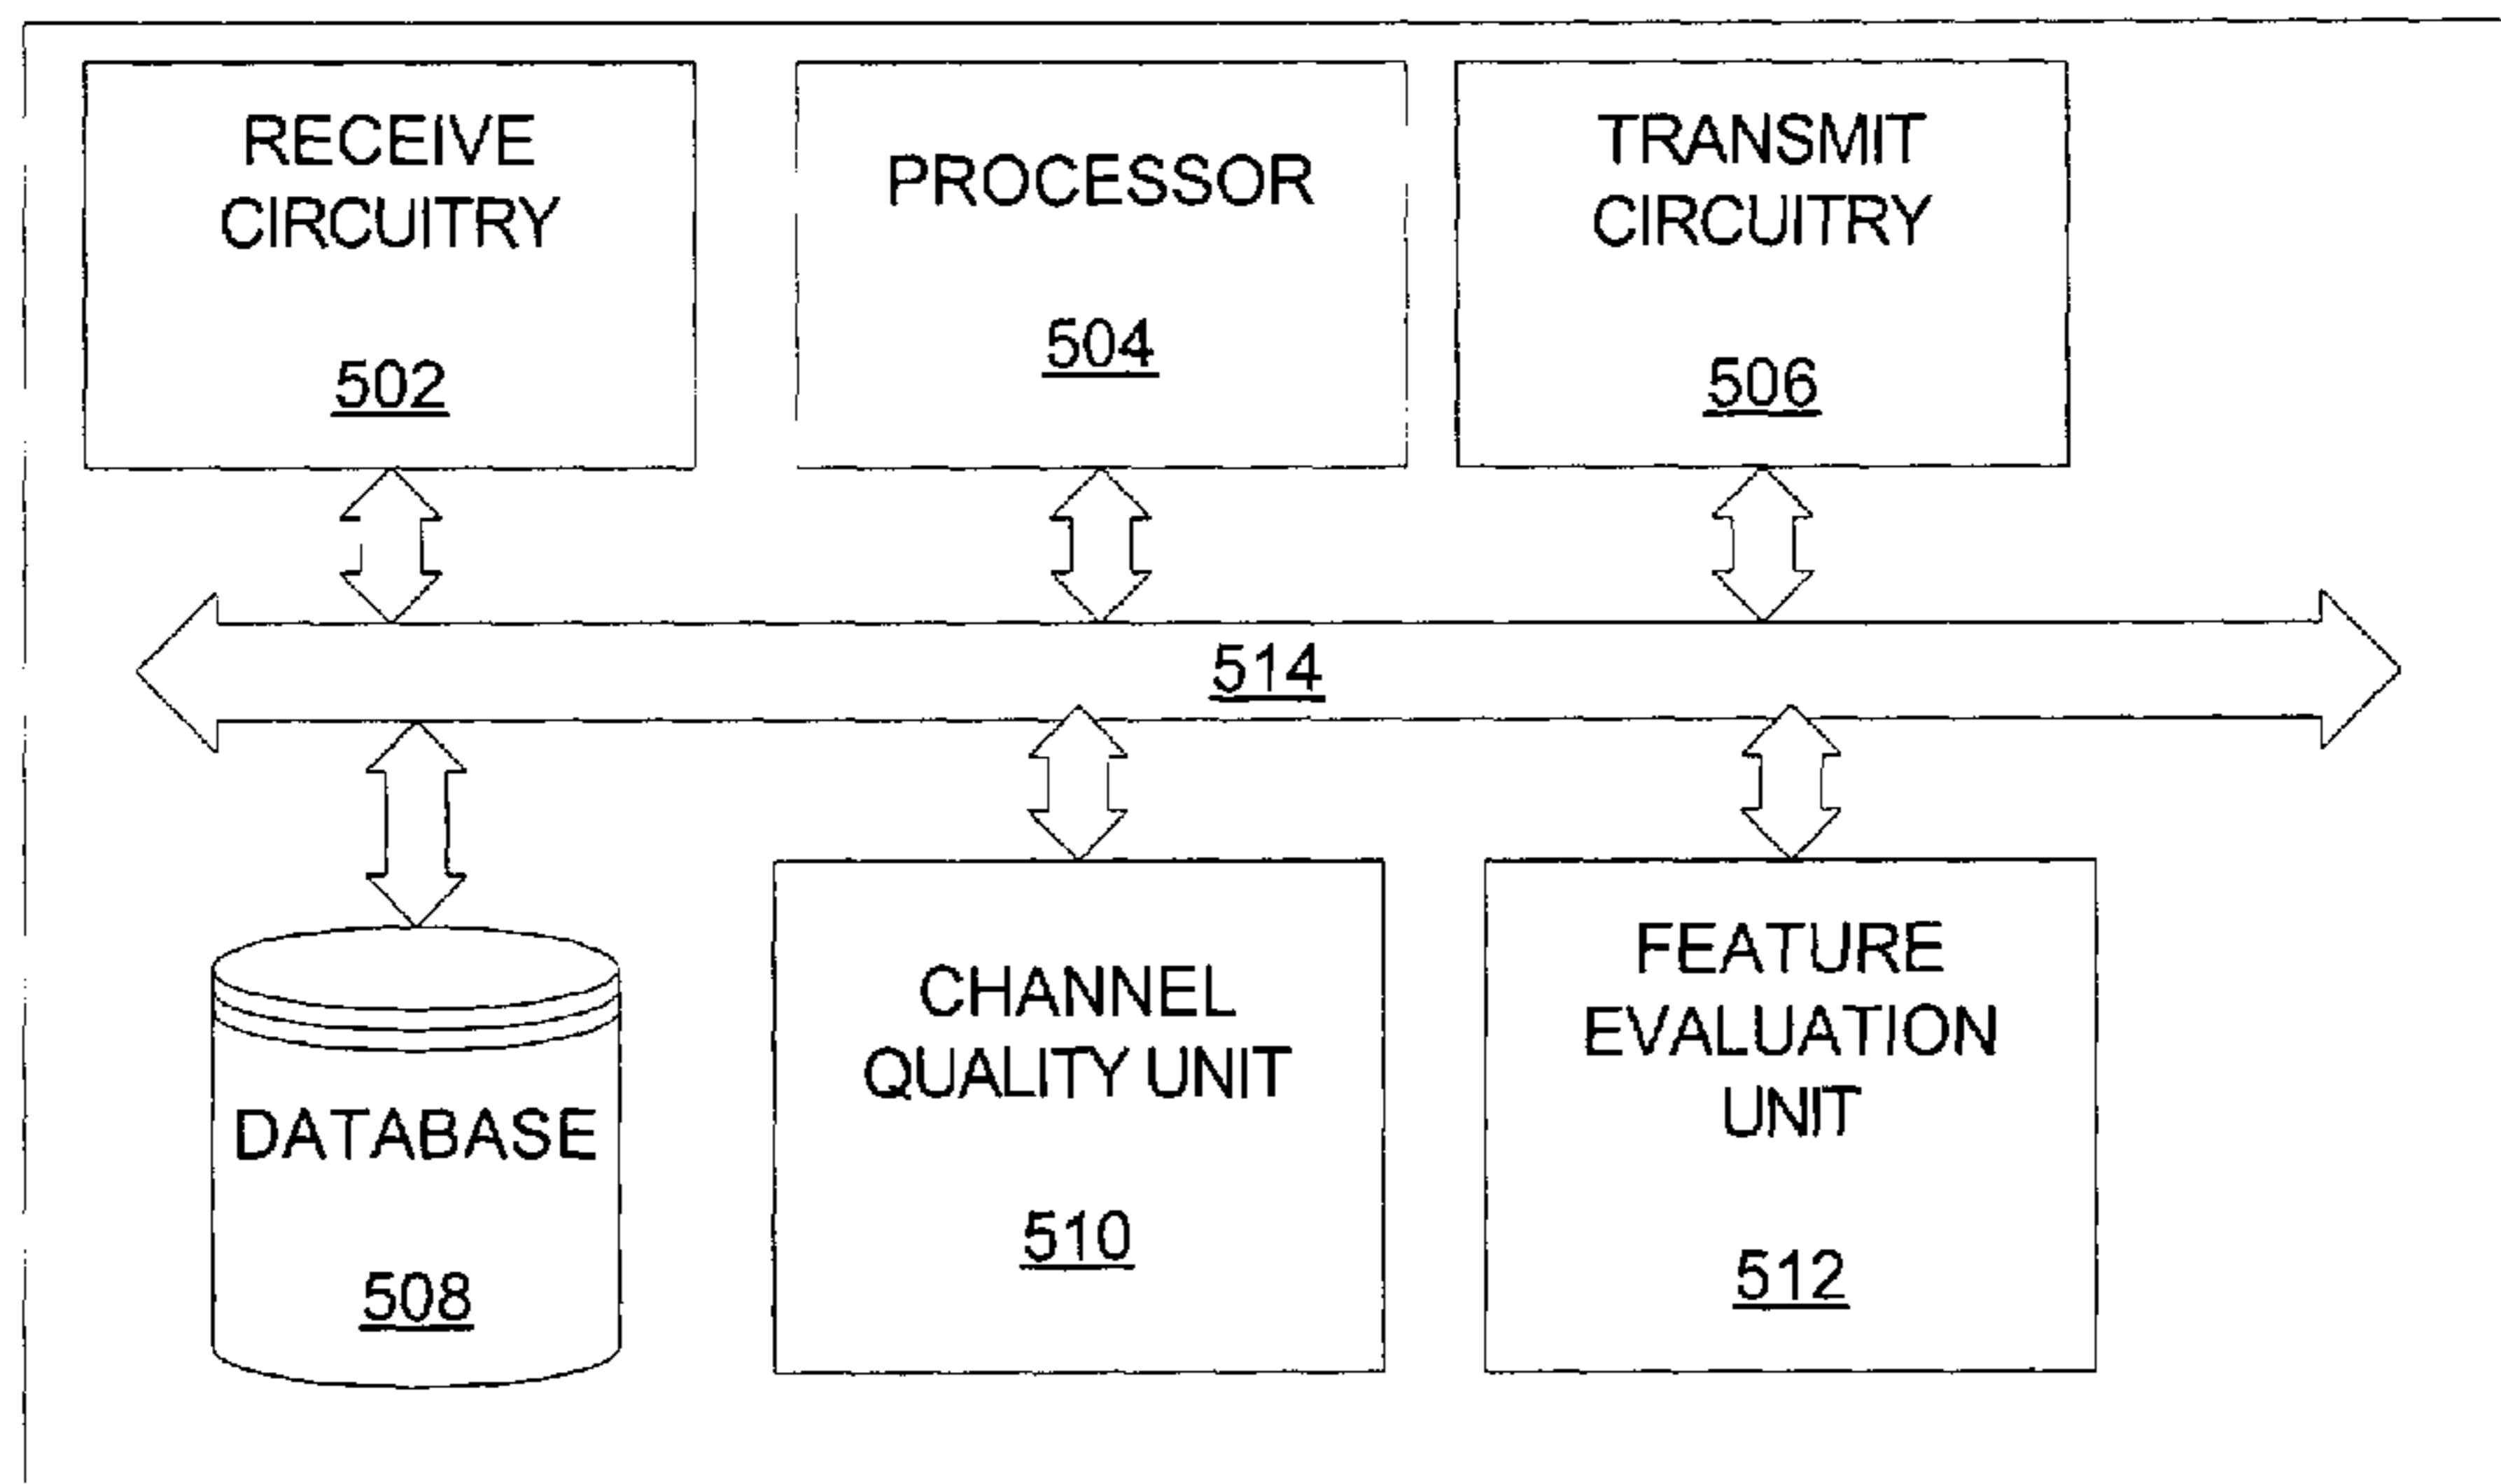 RECEIVE
CIRCUITRY
502
PROCESSOR
504
TRANSMIT
CIRCUITRY
506
514
DATABASE
508
CHANNEL
QUALITY UNIT
510
FEATURE
EVALUATION
UNIT
512